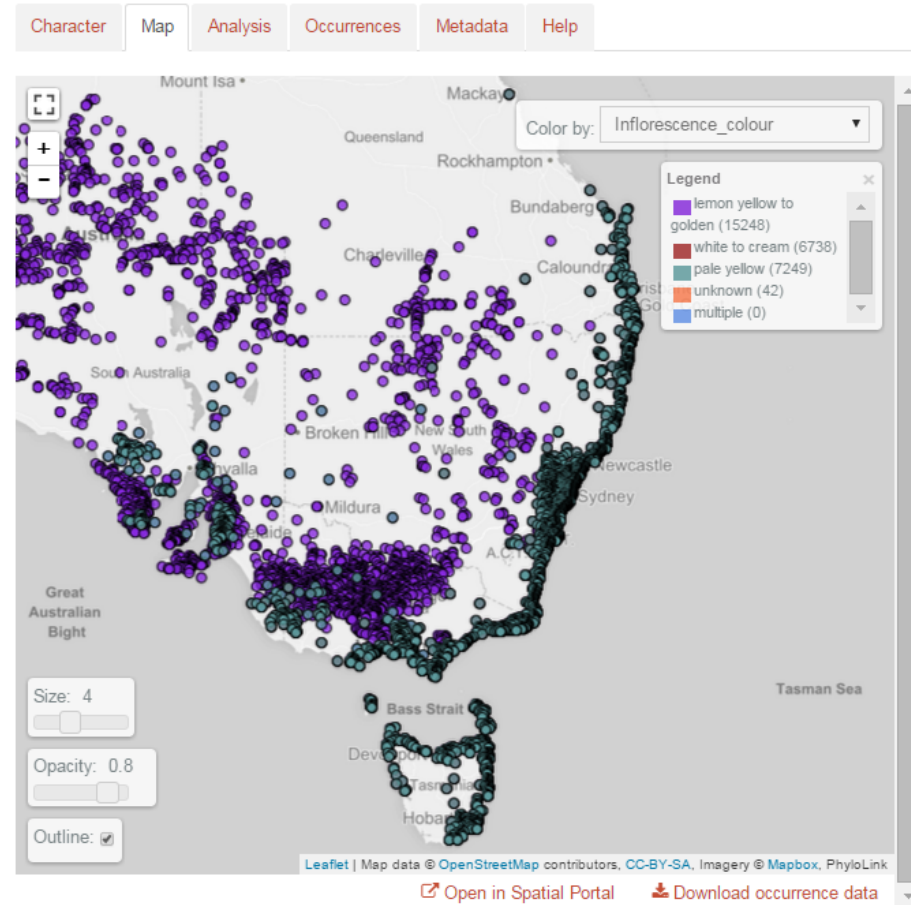 Character Map Analysis Occurrences Metadata Help
Mount Isa
Mackay
+
-
Color by: Inflorescence_colour
Queensland
Rockhampton
Legend
×
lemon yellow to
golden (15248)
white to cream (6738)
pale yellow (7249)
unknown (42)
multiple (0)
Bundaberg
Charleville
Caloundra
South Australia
Broken Hill
New South
Wales
Newcastle
Sydney
Mildura
Great
Australian
Bight
Tasman Sea
Size: 4
Bass Strait
Opacity: 0.8
Outline:
Leaflet | Map data © OpenStreetMap contributors, CC-BY-SA, Imagery © Mapbox, PhyloLink
Open in Spatial Portal Download occurrence data